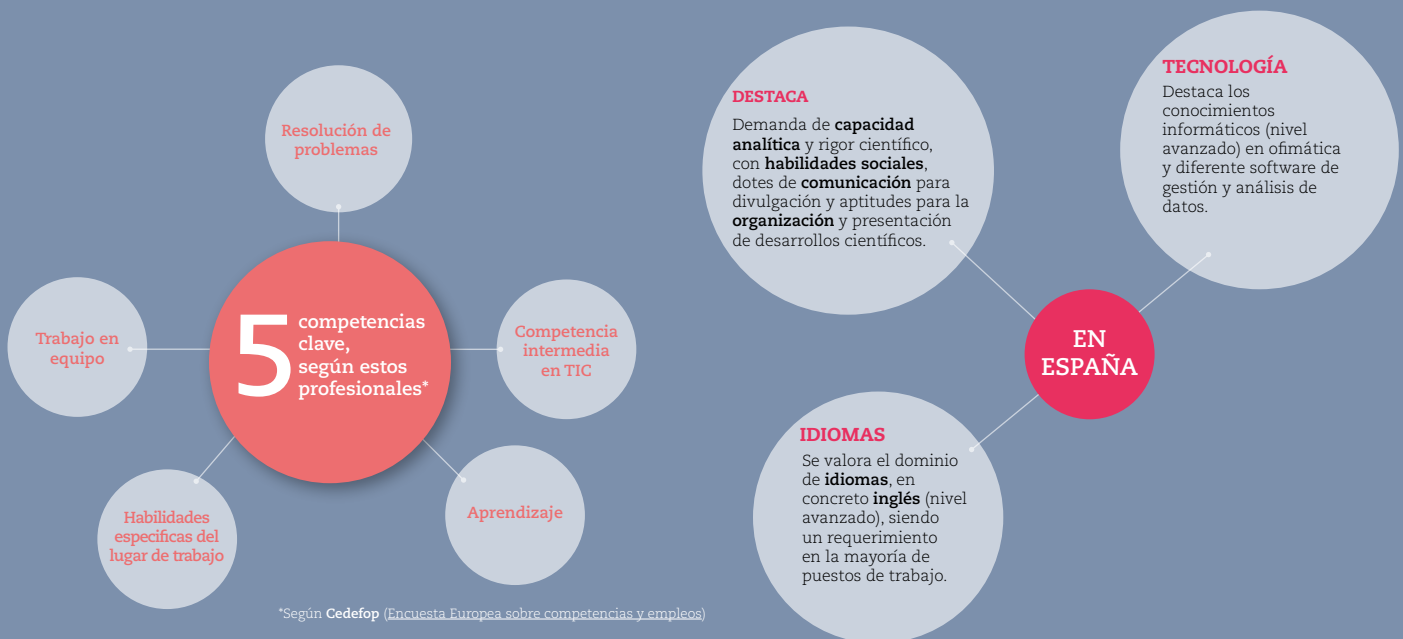 Resolución de
problemas
5
competencias
clave,
según estos
profesionales*
Trabajo en
equipo
Competencia
intermedia
en TIC
Habilidades
especificas del
lugar de trabajo
Aprendizaje
*Según Cedefop (Encuesta Europea sobre competencias y empleos)
DESTACA
Demanda de capacidad
analítica y rigor científico,
con habilidades sociales,
dotes de comunicación para
divulgación y aptitudes para la
organización y presentación
de desarrollos científicos.
TECNOLOGÍA
Destaca los
conocimientos
informáticos (nivel
avanzado) en ofimática
y diferente software de
gestión y análisis de
datos.
EN
ESPAÑA
IDIOMAS
Se valora el dominio
de idiomas, en
concreto inglés (nivel
avanzado), siendo
un requerimiento
en la mayoría de
puestos de trabajo.